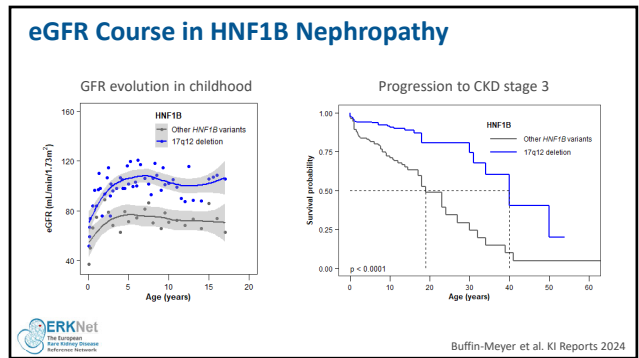 eGFR Course in HNF1B Nephropathy
GFR evolution in childhood
HNF1B
Other HNF1B variants
17q12 deletion
160
120
80
40
eGFR (mL/min/1.73m²)
0
5
10
15
20
Age (years)
Progression to CKD stage 3
HNF1B
Other HNF1B variants
17q12 deletion
1.00
0.75
0.50
0.25
0.00
Survival probability
p < 0.0001
0
10
20
30
40
50
60
Age (years)
ERKNet
The European
Rare Kidney Disease
Reference Network
Buffin-Meyer et al. KI Reports 2024